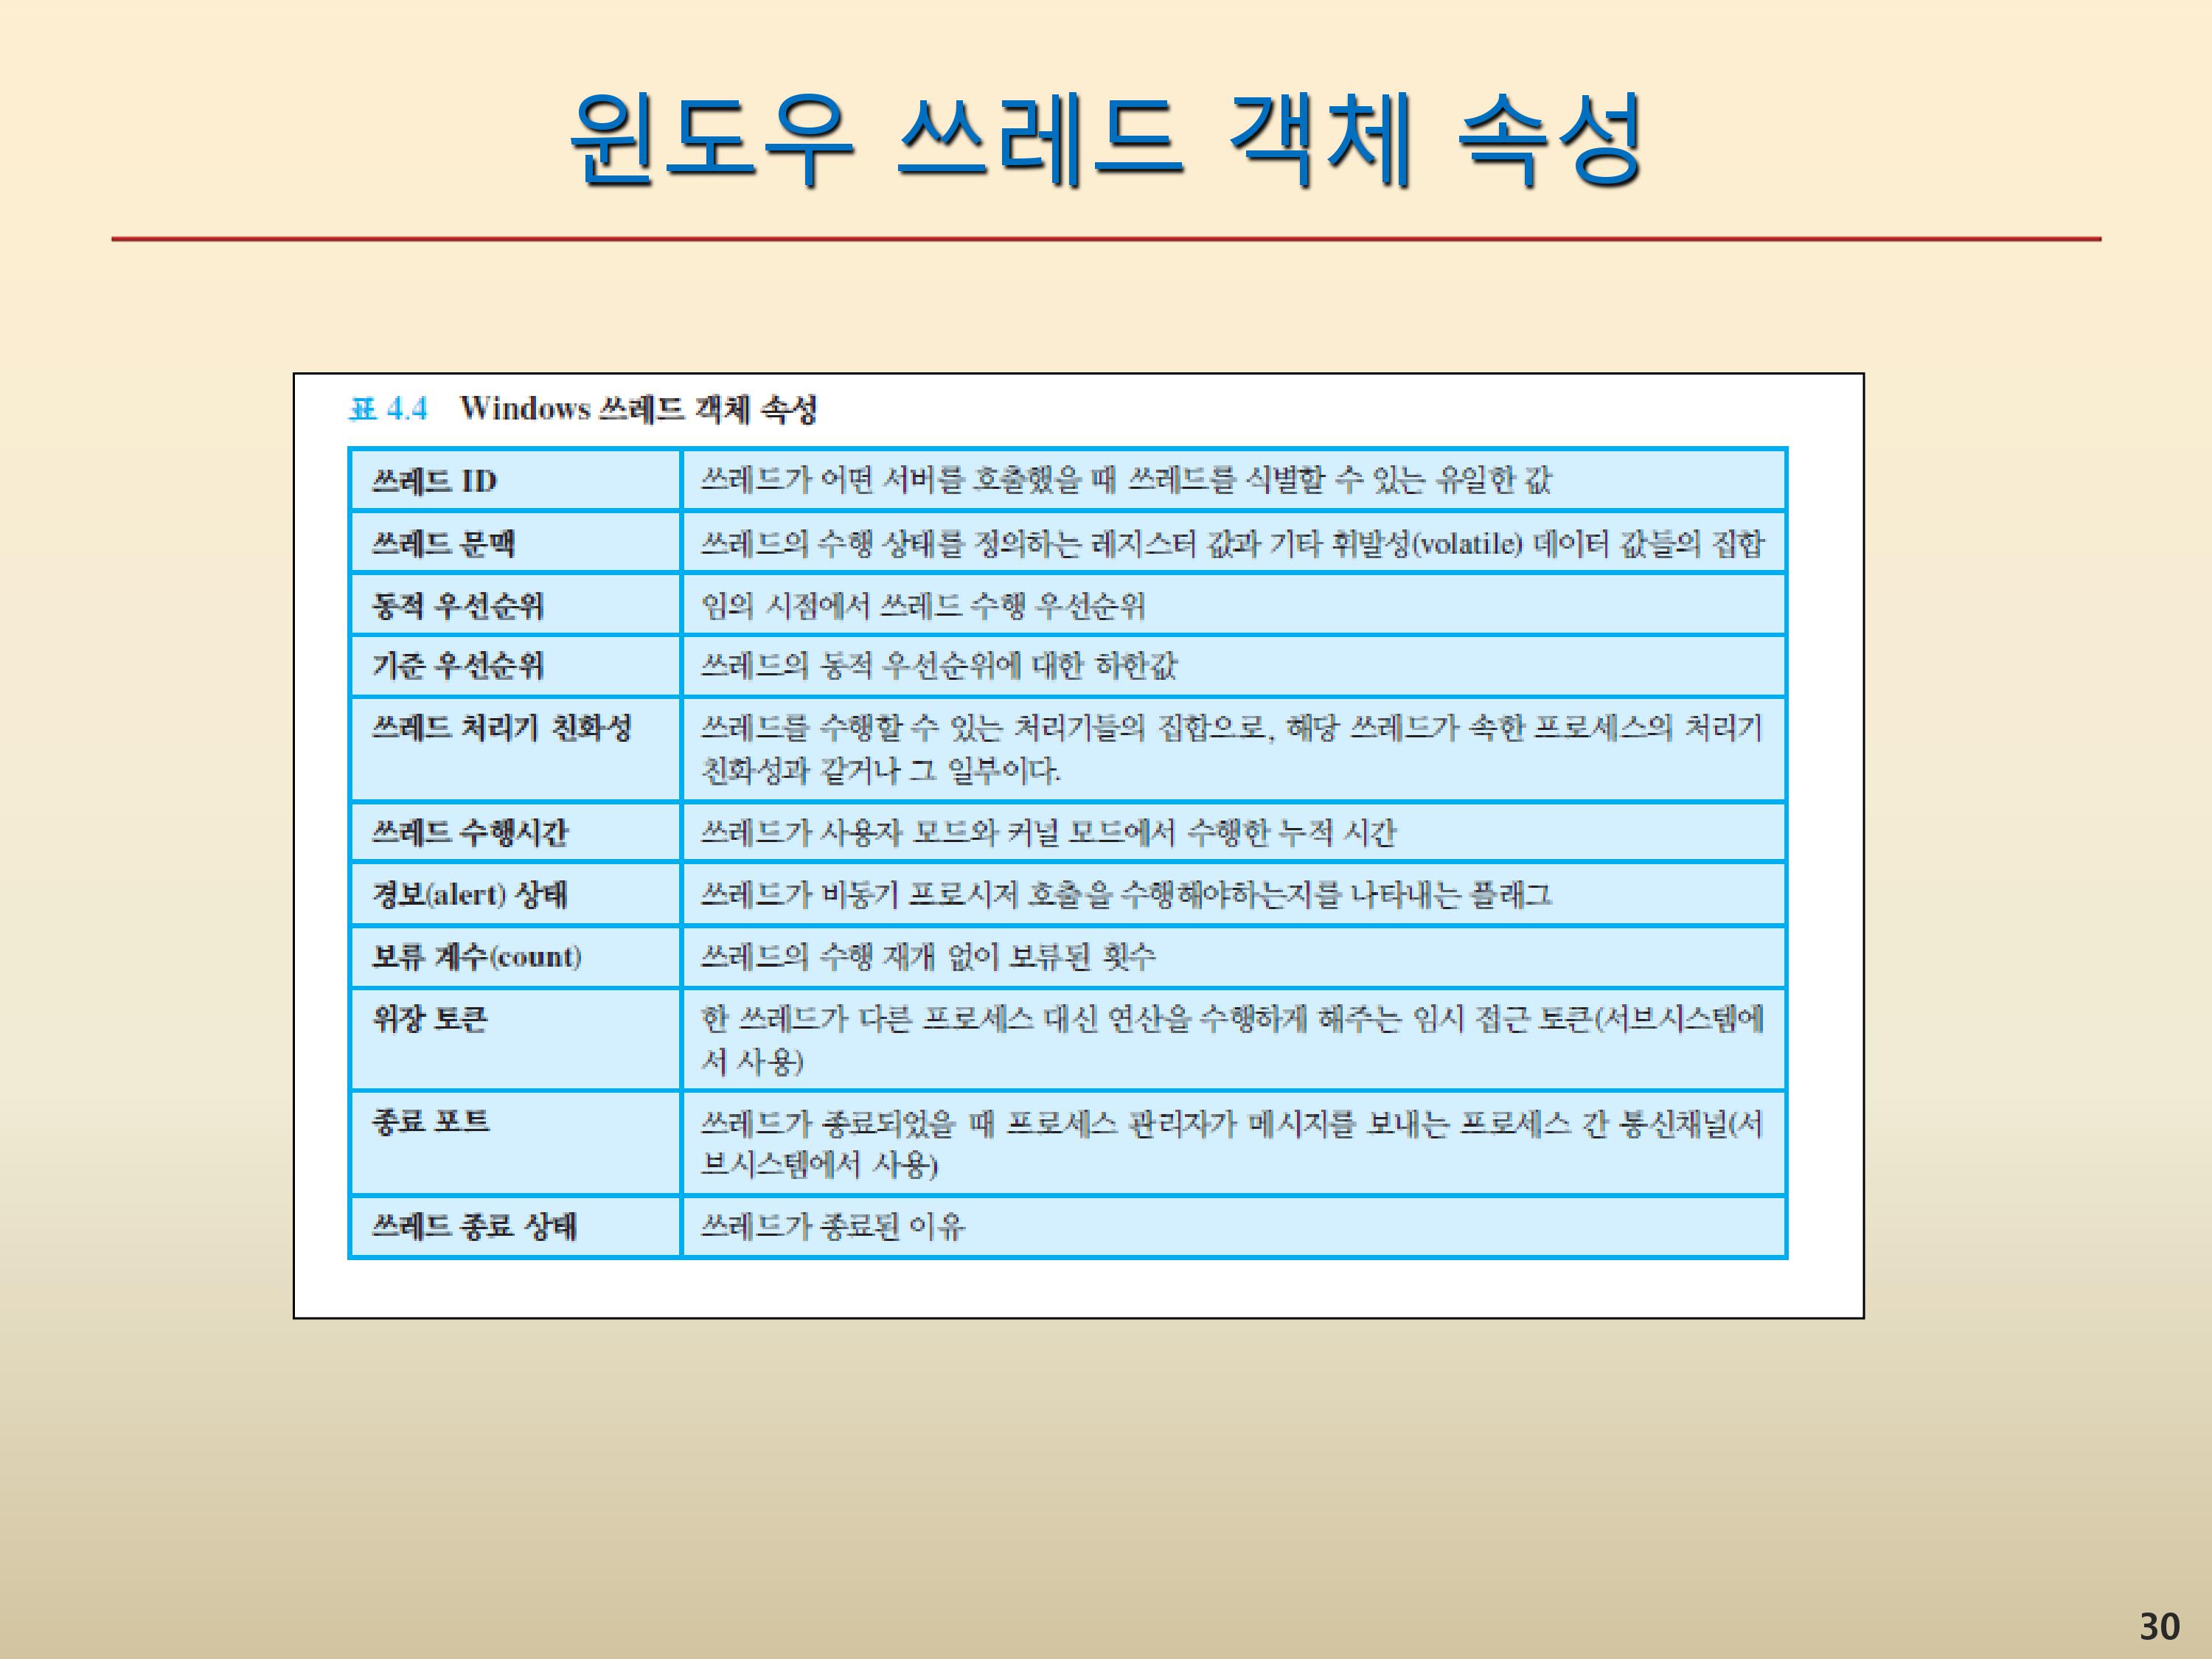 윈도우 쓰레드 객체 속성
표 4.4 Windows 쓰레드 객체 속성
쓰레드 ID
쓰레드가 어떤 서버를 호출했을 때 쓰레드를 식별할 수 있는 유일한 값
쓰레드 문맥
쓰레드의 수행 상태를 정의하는 레지스터 값과 기타 휘발성(volatile) 데이터 값들의 집합
동적 우선순위
임의 시점에서 쓰레드 수행 우선순위
기준 우선순위
쓰레드의 동적 우선순위에 대한 하한값
쓰레드 처리기 친화성
쓰레드를 수행할 수 있는 처리기들의 집합으로, 해당 쓰레드가 속한 프로세스의 처리기
친화성과 같거나 그 일부이다.
쓰레드 수행시간
쓰레드가 사용자 모드와 커널 모드에서 수행한 누적 시간
경보(alert) 상태
쓰레드가 비동기 프로시저 호출을 수행해야하는지를 나타내는 플래그
보류 계수(count)
쓰레드의 수행 재개 없이 보류된 횟수
위장 토큰
한 쓰레드가 다른 프로세스 대신 연산을 수행하게 해주는 임시 접근 토큰(서브시스템에
서 사용)
종료 포트
쓰레드가 종료되었을 때 프로세스 관리자가 메시지를 보내는 프로세스 간 통신채널(서
브시스템에서 사용)
쓰레드 종료 상태
쓰레드가 종료된 이유
30